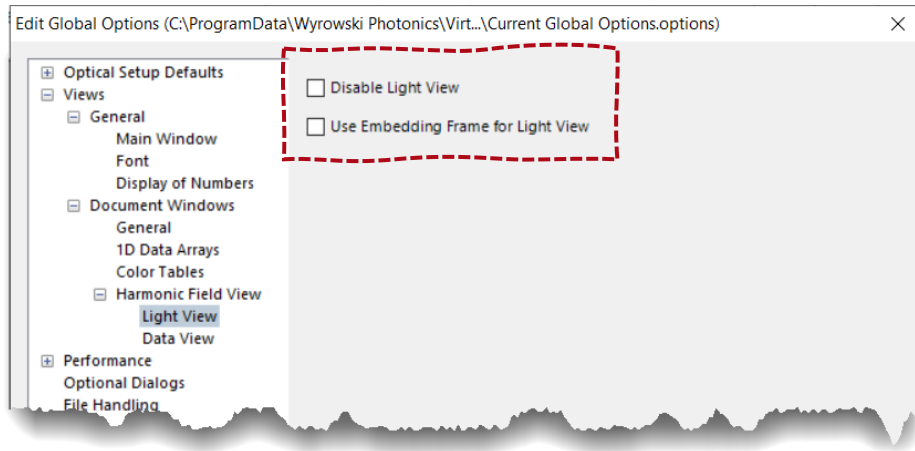 Edit Global Options (C:\ProgramData\Wyrowski Photonics\Virt...\Current Global Options.options)
Optical Setup Defaults
Views
General
Main Window
Font
Display of Numbers
Document Windows
General
1D Data Arrays
Color Tables
Harmonic Field View
Light View
Data View
Performance
Optional Dialogs
File Handling
Disable Light View
Use Embedding Frame for Light View